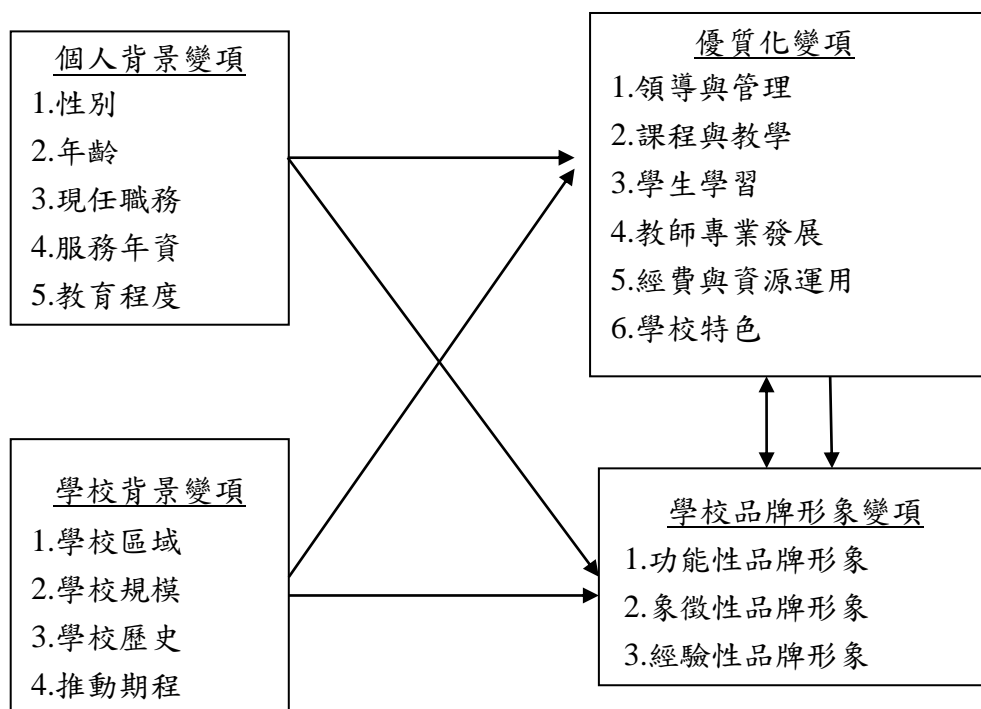 個人背景變項
1.性別
2.年齡
3.現任職務
4.服務年資
5.教育程度
優質化變項
1.領導與管理
2.課程與教學
3.學生學習
4.教師專業發展
5.經費與資源運用
6.學校特色
學校背景變項
1.學校區域
2.學校規模
3.學校歷史
4.推動期程
學校品牌形象變項
1.功能性品牌形象
2.象徵性品牌形象
3.經驗性品牌形象